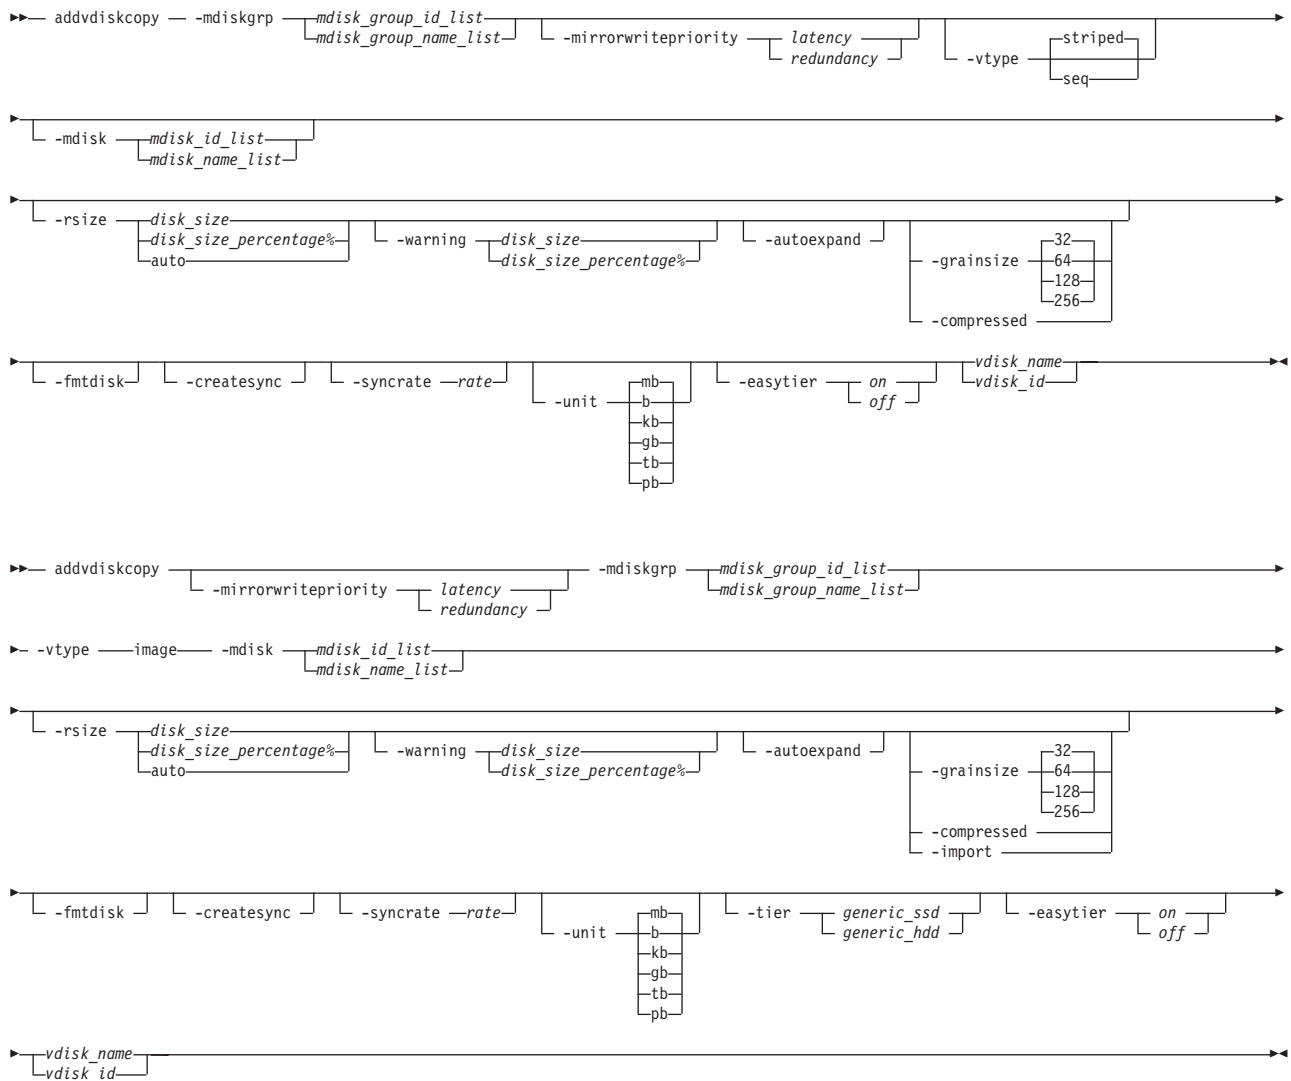 addvdiskcopy -mdiskgrp mdisk_group_id_list
mdisk_group_name_list
-mirrorwritepriority latency
redundancy
-vtype striped
seq
-mdisk mdisk_id_list
mdisk_name_list
-rsize disk_size
disk_size_percentage%
auto
-warning disk_size
disk_size_percentage%
-autoexpand
-grainsize 32
64
128
256
-compressed
-fmtdisk
-createsync
-syncrate rate
-unit mb
b
kb
gb
tb
pb
-easytier on
off
vdisk_name
vdisk_id
addvdiskcopy
-mirrorwritepriority latency
redundancy
-mdiskgrp mdisk_group_id_list
mdisk_group_name_list
-vtype image -mdisk mdisk_id_list
mdisk_name_list
-rsize disk_size
disk_size_percentage%
auto
-warning disk_size
disk_size_percentage%
-autoexpand
-grainsize 32
64
128
256
-compressed
-import
-fmtdisk
-createsync
-syncrate rate
-unit mb
b
kb
gb
tb
pb
-tier generic_ssd
generic_hdd
-easytier on
off
vdisk_name
vdisk_id